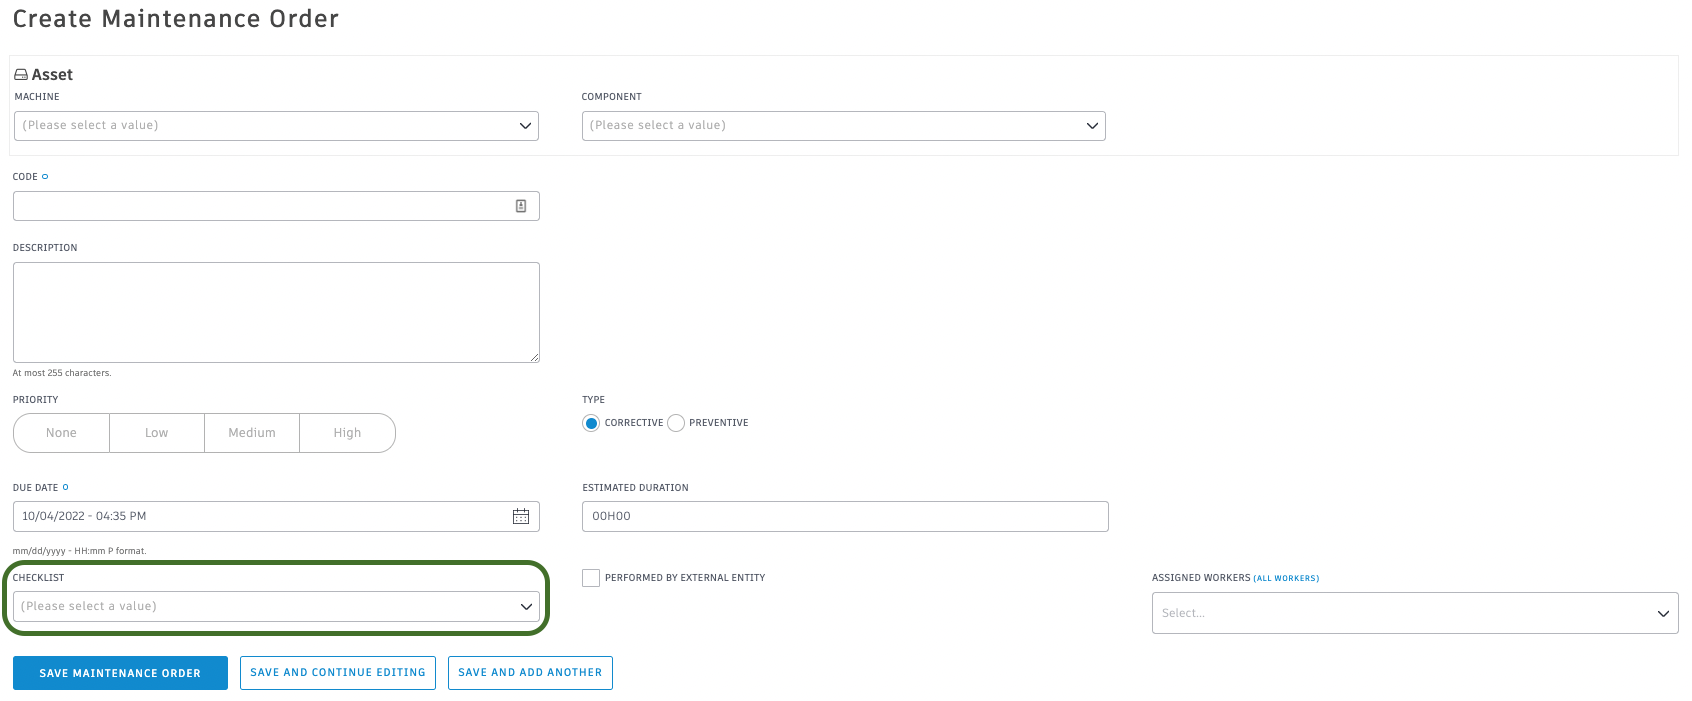 Create Maintenance Order
Asset
MACHINE
COMPONENT
(Please select a value)
(Please select a value)
CODE
DESCRIPTION
At most 255 characters.
PRIORITY
TYPE
None
Low
Medium
High
CORRECTIVE
PREVENTIVE
DUE DATE
ESTIMATED DURATION
10/04/2022 - 04:35 PM
00H00
mm/dd/yyyy - HH:mm P format.
CHECKLIST
PERFORMED BY EXTERNAL ENTITY
ASSIGNED WORKERS (ALL WORKERS)
(Please select a value)
Select...
SAVE MAINTENANCE ORDER
SAVE AND CONTINUE EDITING
SAVE AND ADD ANOTHER